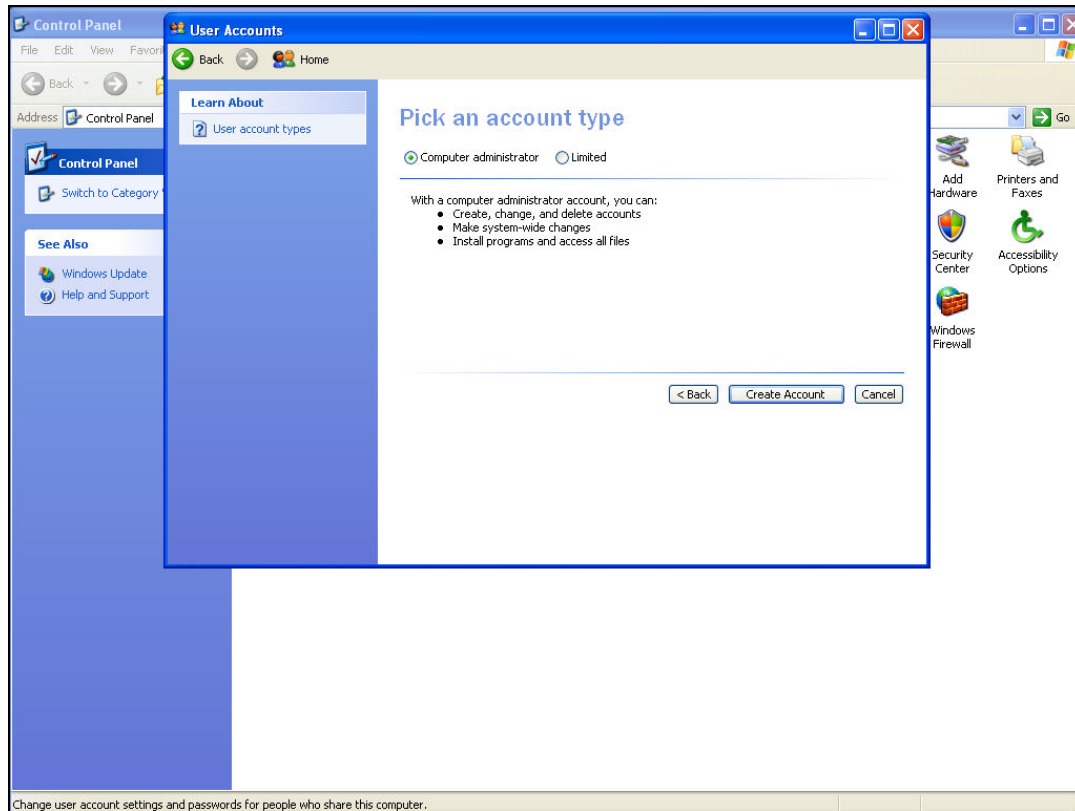 Control Panel
File Edit View
Back
Address Control Panel
Go
Control Panel
Switch to Category
See Also
Windows Update
Help and Support
User Accounts
Back Home
Learn About
User account types
Pick an account type
Computer administrator Limited
With a computer administrator account, you can:
• Create, change, and delete accounts
• Make system-wide changes
• Install programs and access all files
< Back Create Account Cancel
Add
Hardware
Printers and
Faxes
Security
Center
Accessibility
Options
Windows
Firewall
Change user account settings and passwords for people who share this computer.